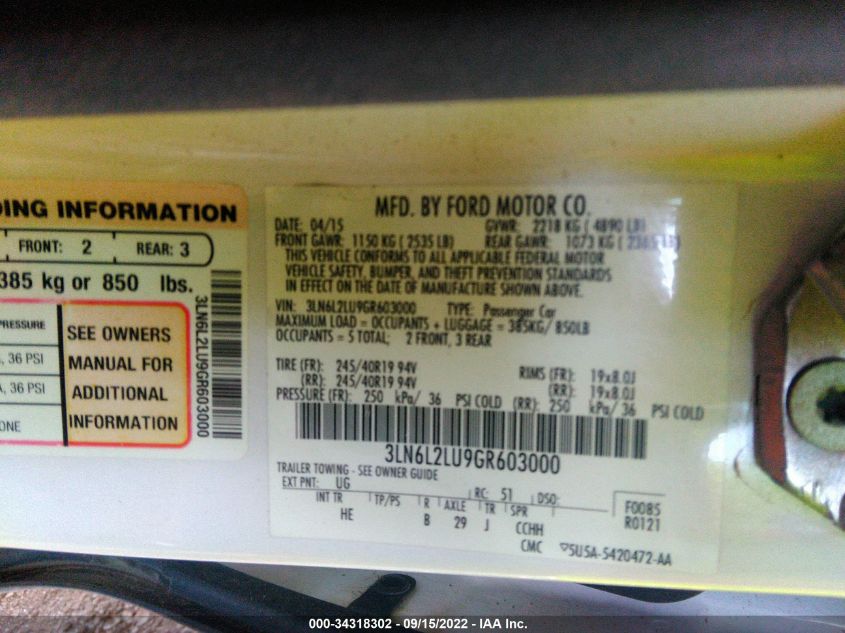 DING INFORMATION
FRONT: 2 REAR: 3
385 kg or 850 lbs.
PRESSURE
, 36 PSI
A, 36 PSI
ONE
SEE OWNERS
MANUAL FOR
ADDITIONAL
INFORMATION
3LN6L2LU9GR603000
MFD. BY FORD MOTOR CO.
DATE: 04/15 GVWR: 2218 KG ( 4890 LB)
FRONT GAWR: 1150 KG ( 2535 LB) REAR GAWR: 1073 KG ( 2365 LB)
THIS VEHICLE CONFORMS TO ALL APPLICABLE FEDERAL MOTOR
VEHICLE SAFETY, BUMPER, AND THEFT PREVENTION STANDARDS
IN EFFECT ON THE DATE OF MANUFACTURE SHOWN ABOVE.
VIN: 3LN6L2LU9GR603000 TYPE: Passenger Car
MAXIMUM LOAD = OCCUPANTS + LUGGAGE = 385KG/ 850LB
OCCUPANTS = 5 TOTAL; 2 FRONT, 3 REAR
TIRE (FR): 245/40R19 94V RIMS (FR): 19x8.0J
(RR): 245/40R19 94V (RR): 19x8.0J
PRESSURE (FR): 250 kPa/ 36 PSI COLD (RR): 250 kPa/ 36 PSI COLD
3LN6L2LU9GR603000
TRAILER TOWING - SEE OWNER GUIDE
EXT PNT: UG RC: 51 DSO:
INT TR TP/PS R AXLE TR SPR F0085
HE B 29 J CCHH R0121
CMC 5U5A-5420472-AA
000-34318302 - 09/15/2022 - IAA Inc.